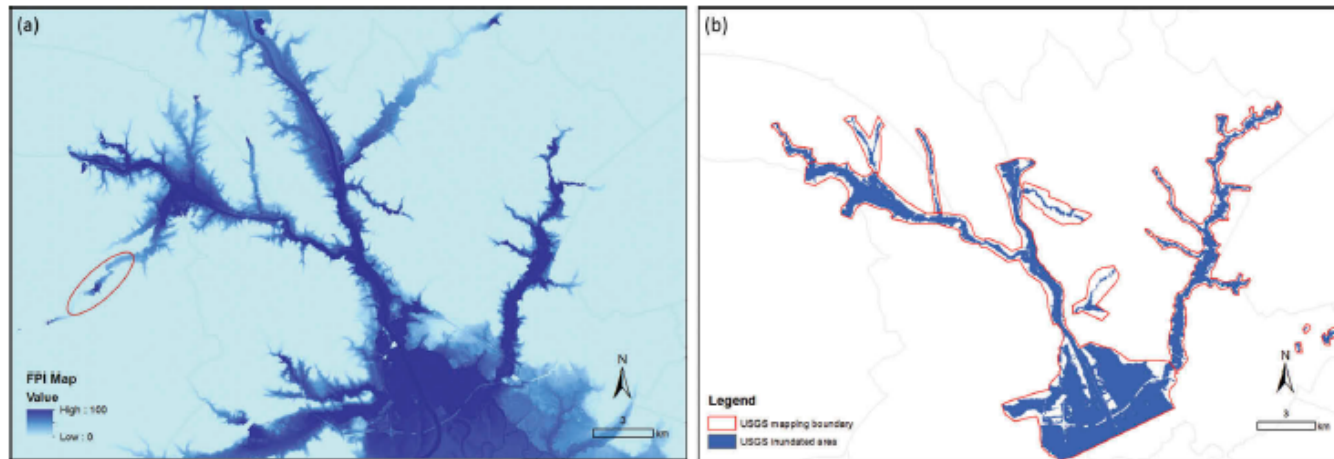 (a)
FPI Map
Value
High : 100
Low : 0
N
3
km
(b)
Legend
USGS mapping boundary
USGS inundated area
N
3
km